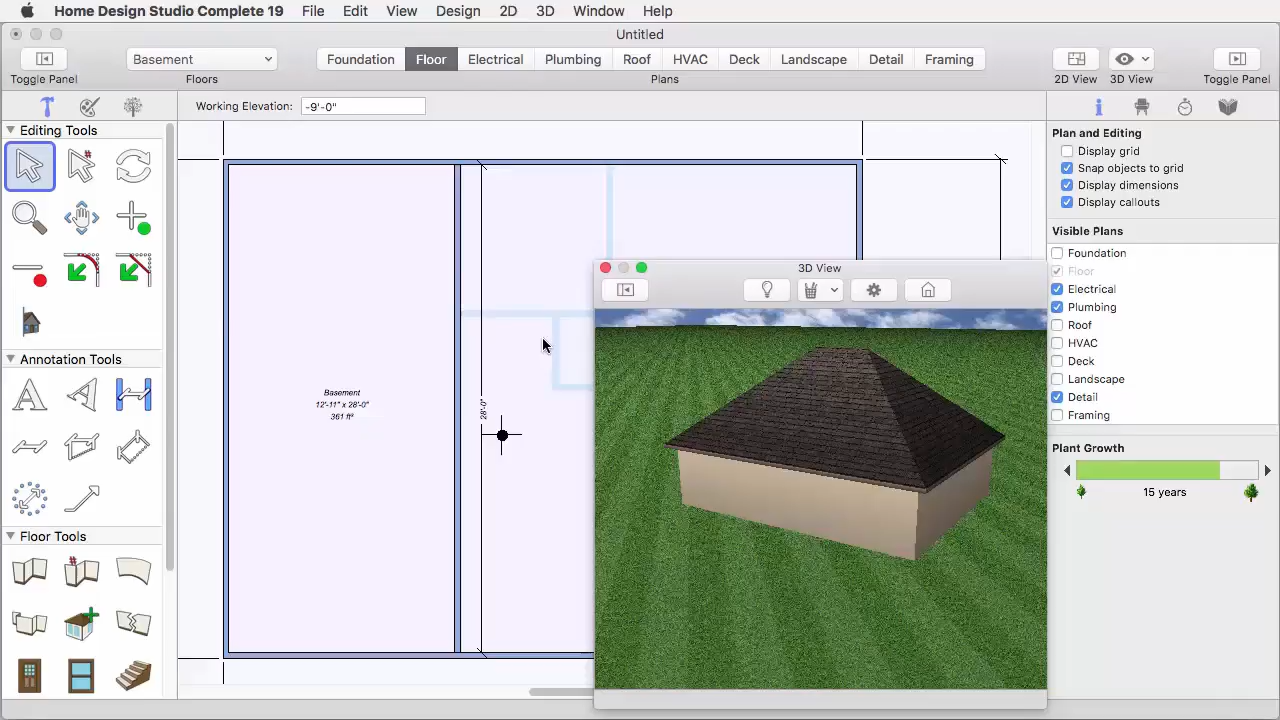 Home Design Studio Complete 19 File Edit View Design 2D 3D Window Help
Untitled
Basement Foundation Floor Electrical Plumbing Roof HVAC Deck Landscape Detail Framing
Toggle Panel Floors Plans 2D View 3D View Toggle Panel
Working Elevation: -9'-0"
Editing Tools
Annotation Tools
A A
Floor Tools
Basement
12'-11" x 28'-0"
361 ft²
28'-0"
3D View
Plan and Editing
Display grid
Snap objects to grid
Display dimensions
Display callouts
Visible Plans
Foundation
Floor
Electrical
Plumbing
Roof
HVAC
Deck
Landscape
Detail
Framing
Plant Growth
15 years